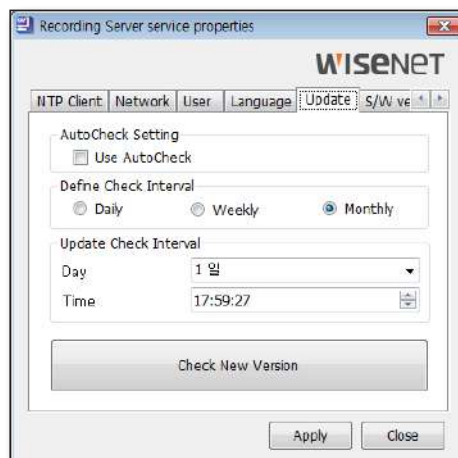 Recording Server service properties
WISENET
NTP Client Network User Language Update S/W ve
AutoCheck Setting
Use AutoCheck
Define Check Interval
Daily Weekly Monthly
Update Check Interval
Day 1 일
Time 17:59:27
Check New Version
Apply Close